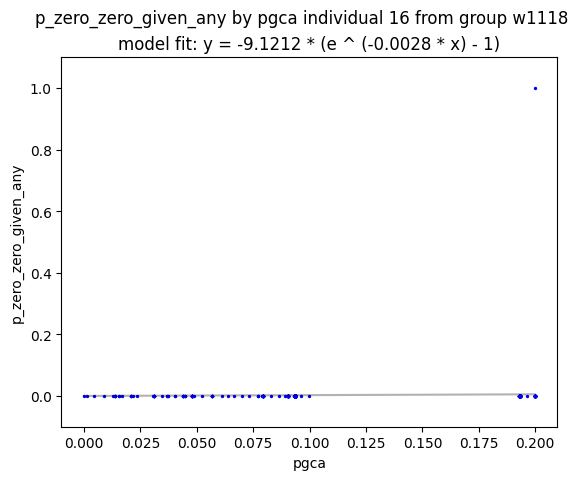 p_zero_zero_given_any by pgca individual 16 from group w1118
model fit: y = -9.1212 * (e ^ (-0.0028 * x) - 1)
1.0
0.8
0.6
0.4
0.2
0.0
p_zero_zero_given_any
0.000 0.025 0.050 0.075 0.100 0.125 0.150 0.175 0.200
pgca